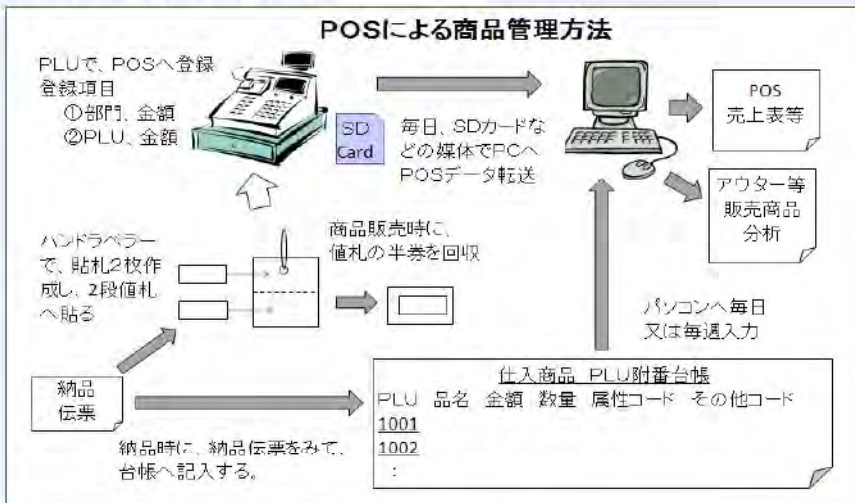 POSによる商品管理方法
PLUで、POSへ登録
登録項目
①部門、金額
②PLU、金額
SD
Card
毎日、SDカードな
どの媒体でPCへ
POSデータ転送
POS
売上表等
アウター等
販売商品
分析
ハンドラベラー
で、貼札2枚作
成し、2段値札
へ貼る
商品販売時に、
値札の半券を回収
パソコンへ毎日
又は毎週入力
納品
伝票
納品時に、納品伝票をみて、
台帳へ記入する。
仕入商品 PLU附番台帳
PLU 品名 金額 数量 属性コード その他コード
1001
1002
: